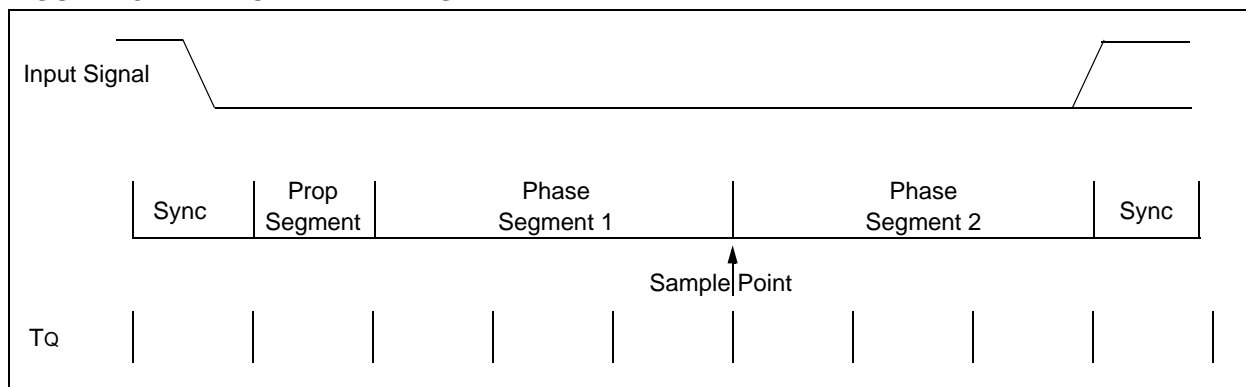 Input Signal
Sync
Prop
Segment
Phase
Segment 1
Phase
Segment 2
Sync
Sample Point
TQ